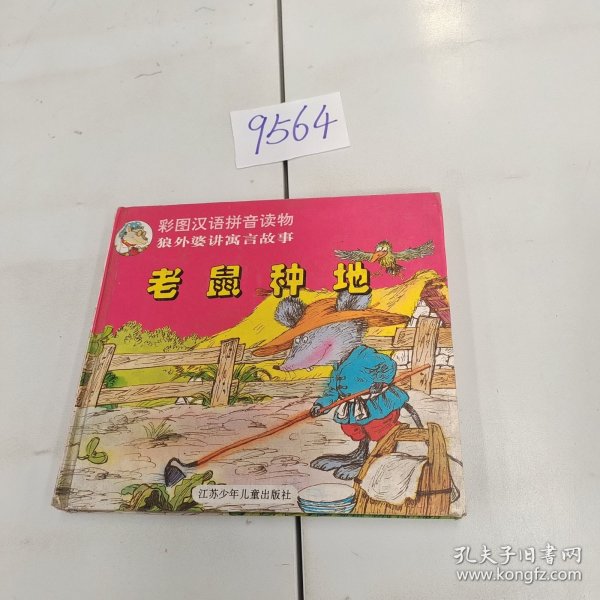 9564
彩图汉语拼音读物
狼外婆讲寓言故事
老鼠种地
江苏少年儿童出版社
孔夫子旧书网
www.kongfz.com